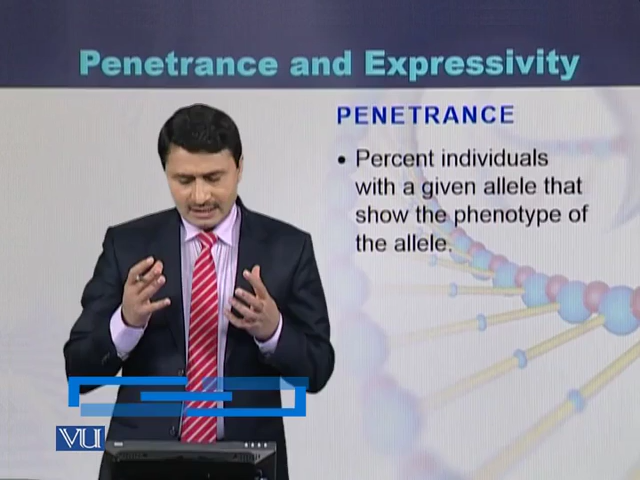 Penetrance and Expressivity
PENETRANCE
• Percent individuals
with a given allele that
show the phenotype of
the allele.
VU